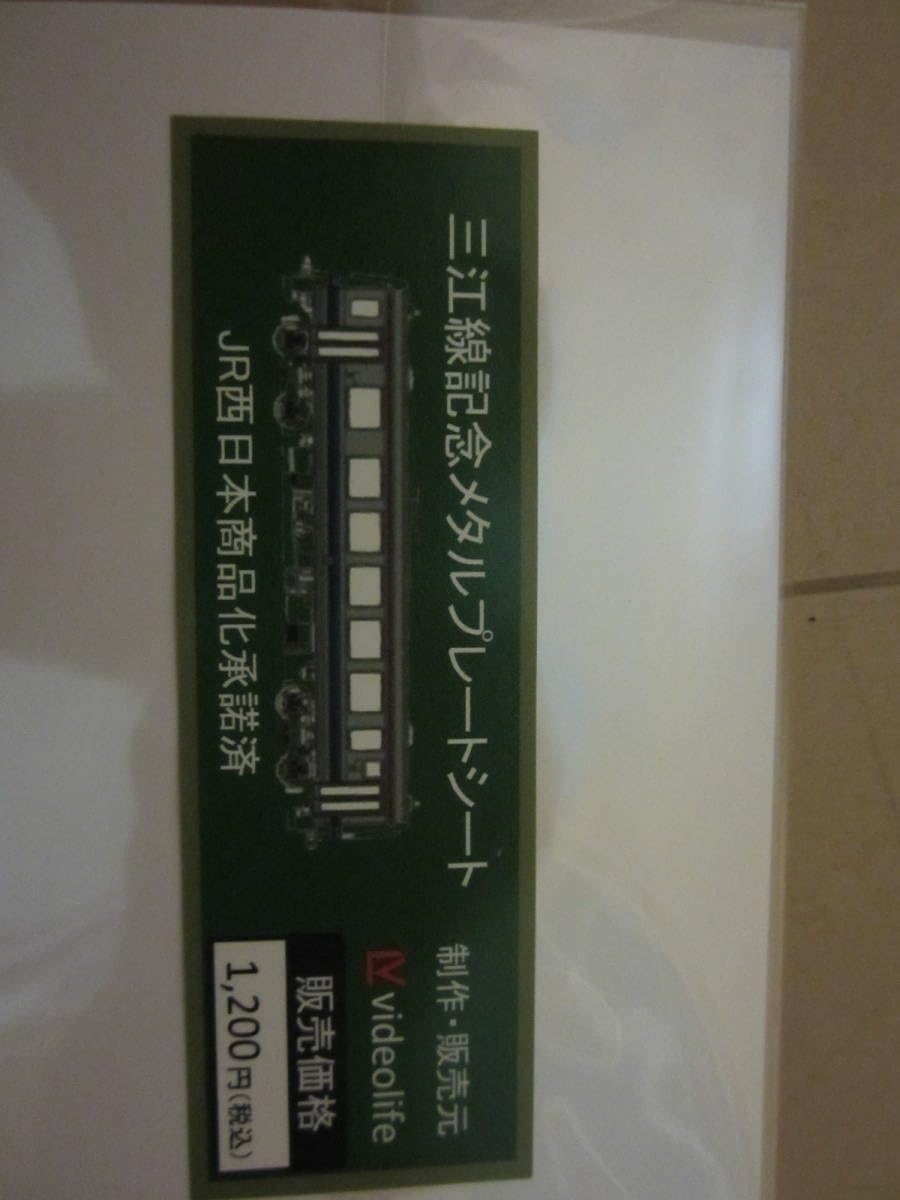 三江線記念メタルプレートシート
JR西日本商品化承諾済
制作・販売元
LV videolife
販売価格
1,200円(税込)